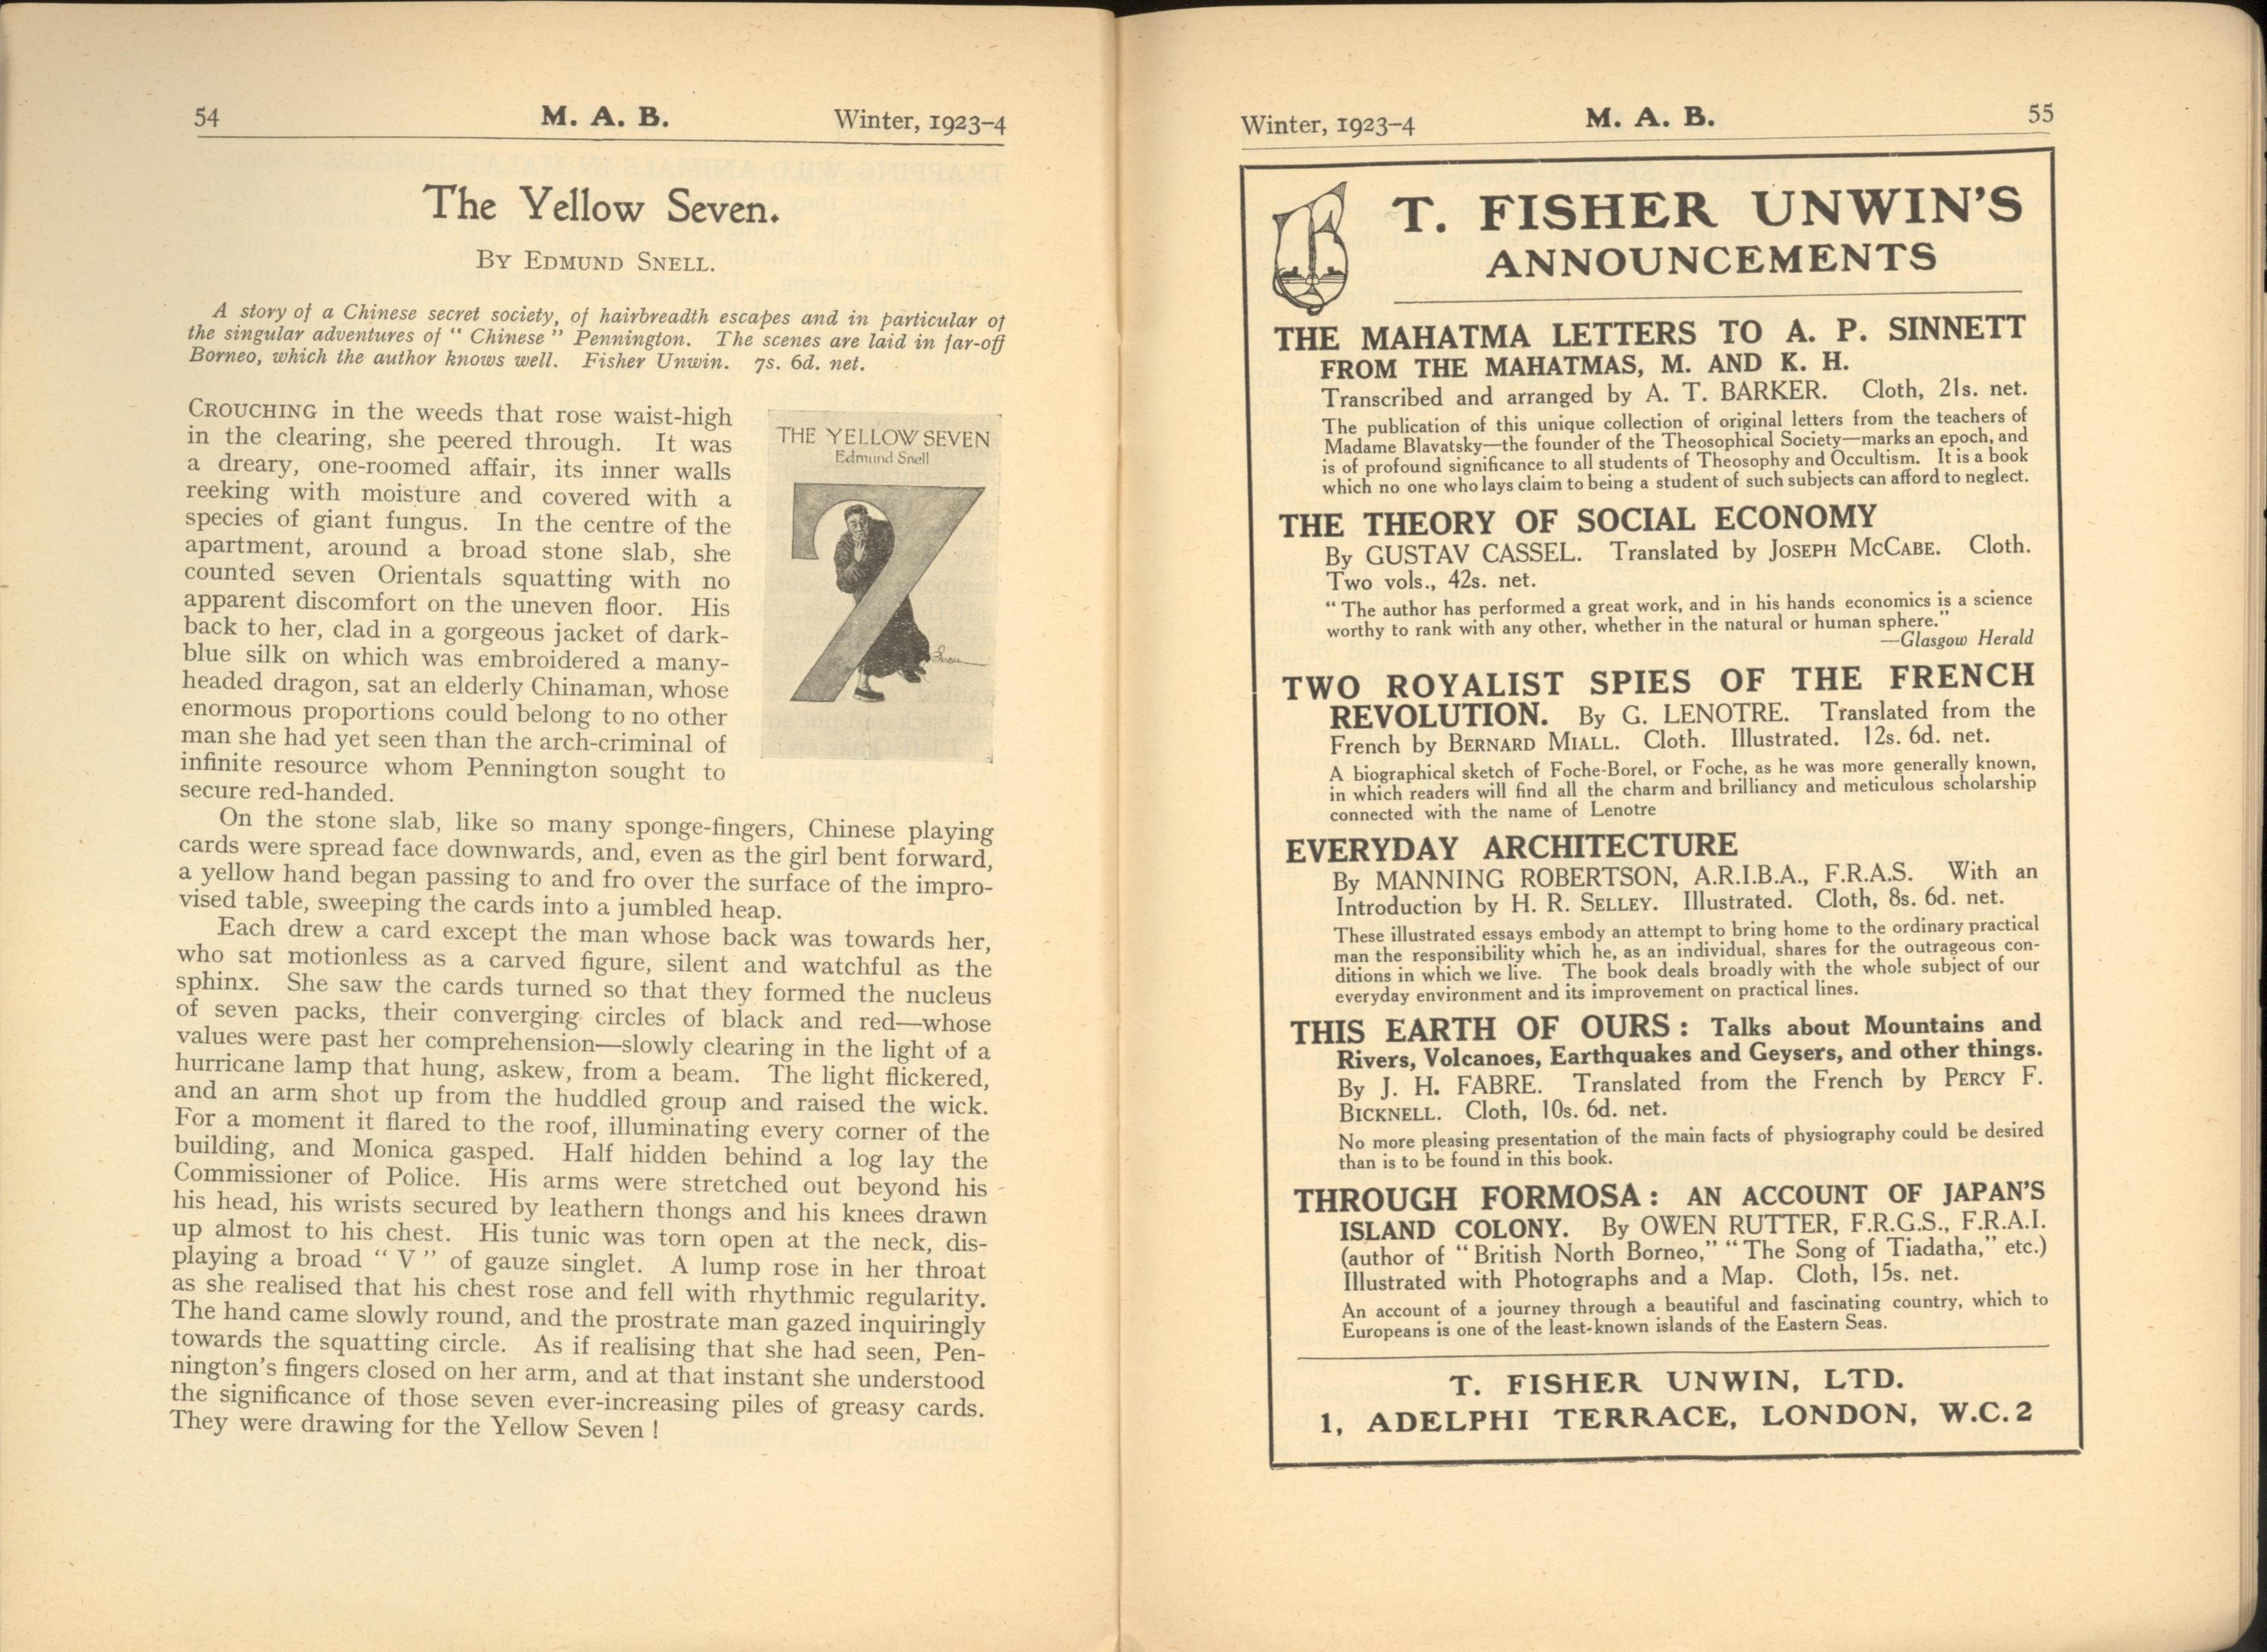 54 M. A. B. Winter, 1923-4
The Yellow Seven.
BY EDMUND SNELL.
A story of a Chinese secret society, of hairbreadth escapes and in particular of
the singular adventures of " Chinese " Pennington. The scenes are laid in far-off
Borneo, which the author knows well. Fisher Unwin. 7s. 6d. net.
CROUCHING in the weeds that rose waist-high
in the clearing, she peered through. It was
a dreary, one-roomed affair, its inner walls
reeking with moisture and covered with a
species of giant fungus. In the centre of the
apartment, around a broad stone slab, she
counted seven Orientals squatting with no
apparent discomfort on the uneven floor. His
back to her, clad in a gorgeous jacket of dark-
blue silk on which was embroidered a many-
headed dragon, sat an elderly Chinaman, whose
enormous proportions could belong to no other
man she had yet seen than the arch-criminal of
infinite resource whom Pennington sought to
secure red-handed.
THE YELLOW SEVEN
Edmund Snell
7
On the stone slab, like so many sponge-fingers, Chinese playing
cards were spread face downwards, and, even as the girl bent forward,
a yellow hand began passing to and fro over the surface of the impro-
vised table, sweeping the cards into a jumbled heap.
Each drew a card except the man whose back was towards her,
who sat motionless as a carved figure, silent and watchful as the
sphinx. She saw the cards turned so that they formed the nucleus
of seven packs, their converging circles of black and red—whose
values were past her comprehension—slowly clearing in the light of a
hurricane lamp that hung, askew, from a beam. The light flickered,
and an arm shot up from the huddled group and raised the wick.
For a moment it flared to the roof, illuminating every corner of the
building, and Monica gasped. Half hidden behind a log lay the
Commissioner of Police. His arms were stretched out beyond his
his head, his wrists secured by leathern thongs and his knees drawn
up almost to his chest. His tunic was torn open at the neck, dis-
playing a broad " V " of gauze singlet. A lump rose in her throat
as she realised that his chest rose and fell with rhythmic regularity.
The hand came slowly round, and the prostrate man gazed inquiringly
towards the squatting circle. As if realising that she had seen, Pen-
nington's fingers closed on her arm, and at that instant she understood
the significance of those seven ever-increasing piles of greasy cards.
They were drawing for the Yellow Seven !
Winter, 1923-4 M. A. B. 55
T. FISHER UNWIN'S
ANNOUNCEMENTS
THE MAHATMA LETTERS TO A. P. SINNETT
FROM THE MAHATMAS, M. AND K. H.
Transcribed and arranged by A. T. BARKER. Cloth, 21s. net.
The publication of this unique collection of original letters from the teachers of
Madame Blavatsky—the founder of the Theosophical Society—marks an epoch, and
is of profound significance to all students of Theosophy and Occultism. It is a book
which no one who lays claim to being a student of such subjects can afford to neglect.
THE THEORY OF SOCIAL ECONOMY
By GUSTAV CASSEL. Translated by JOSEPH McCABE. Cloth.
Two vols., 42s. net.
" The author has performed a great work, and in his hands economics is a science
worthy to rank with any other, whether in the natural or human sphere."
—Glasgow Herald
TWO ROYALIST SPIES OF THE FRENCH
REVOLUTION. By G. LENOTRE. Translated from the
French by BERNARD MIALL. Cloth. Illustrated. 12s. 6d. net.
A biographical sketch of Foche-Borel, or Foche, as he was more generally known,
in which readers will find all the charm and brilliancy and meticulous scholarship
connected with the name of Lenotre
EVERYDAY ARCHITECTURE
By MANNING ROBERTSON, A.R.I.B.A., F.R.A.S. With an
Introduction by H. R. SELLEY. Illustrated. Cloth, 8s. 6d. net.
These illustrated essays embody an attempt to bring home to the ordinary practical
man the responsibility which he, as an individual, shares for the outrageous con-
ditions in which we live. The book deals broadly with the whole subject of our
everyday environment and its improvement on practical lines.
THIS EARTH OF OURS : Talks about Mountains and
Rivers, Volcanoes, Earthquakes and Geysers, and other things.
By J. H. FABRE. Translated from the French by PERCY F.
BICKNELL. Cloth, 10s. 6d. net.
No more pleasing presentation of the main facts of physiography could be desired
than is to be found in this book.
THROUGH FORMOSA : AN ACCOUNT OF JAPAN'S
ISLAND COLONY. By OWEN RUTTER, F.R.G.S., F.R.A.I.
(author of " British North Borneo," " The Song of Tiadatha," etc.)
Illustrated with Photographs and a Map. Cloth, 15s. net.
An account of a journey through a beautiful and fascinating country, which to
Europeans is one of the least-known islands of the Eastern Seas.
T. FISHER UNWIN, LTD.
1, ADELPHI TERRACE, LONDON, W.C.2